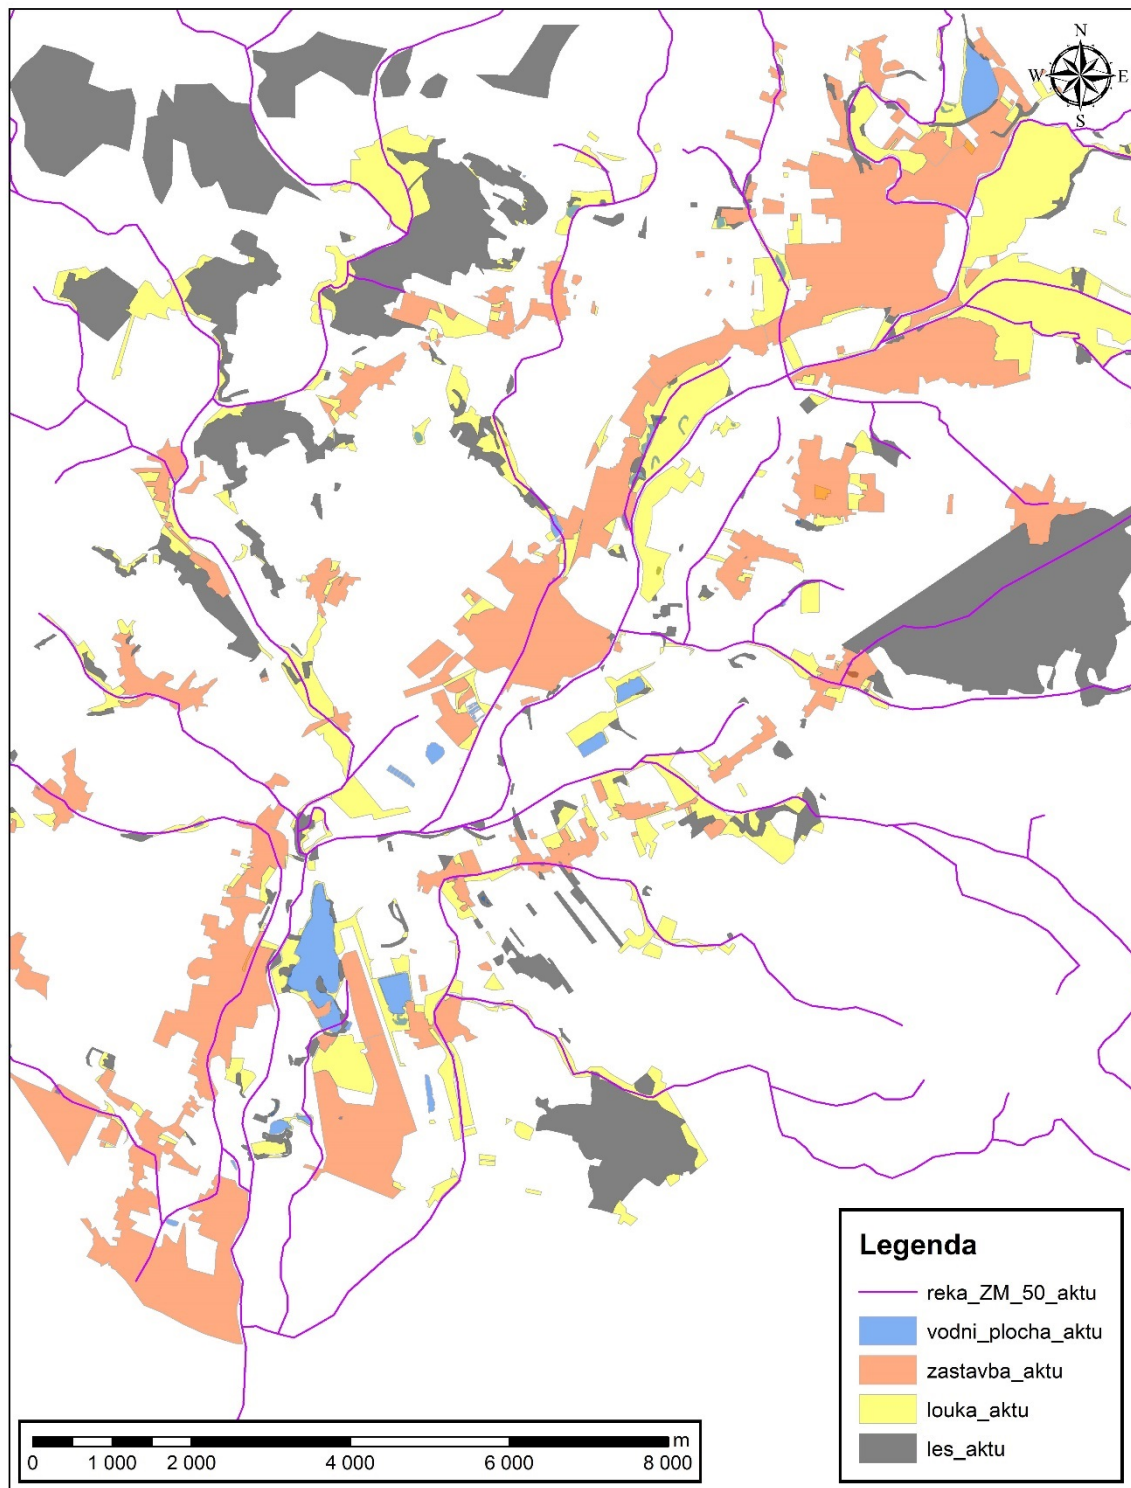 N
W E
S
Legenda
reka_ZM_50_aktu
vodni_plocha_aktu
zastavba_aktu
louka_aktu
les_aktu
m
0 1 000 2 000 4 000 6 000 8 000